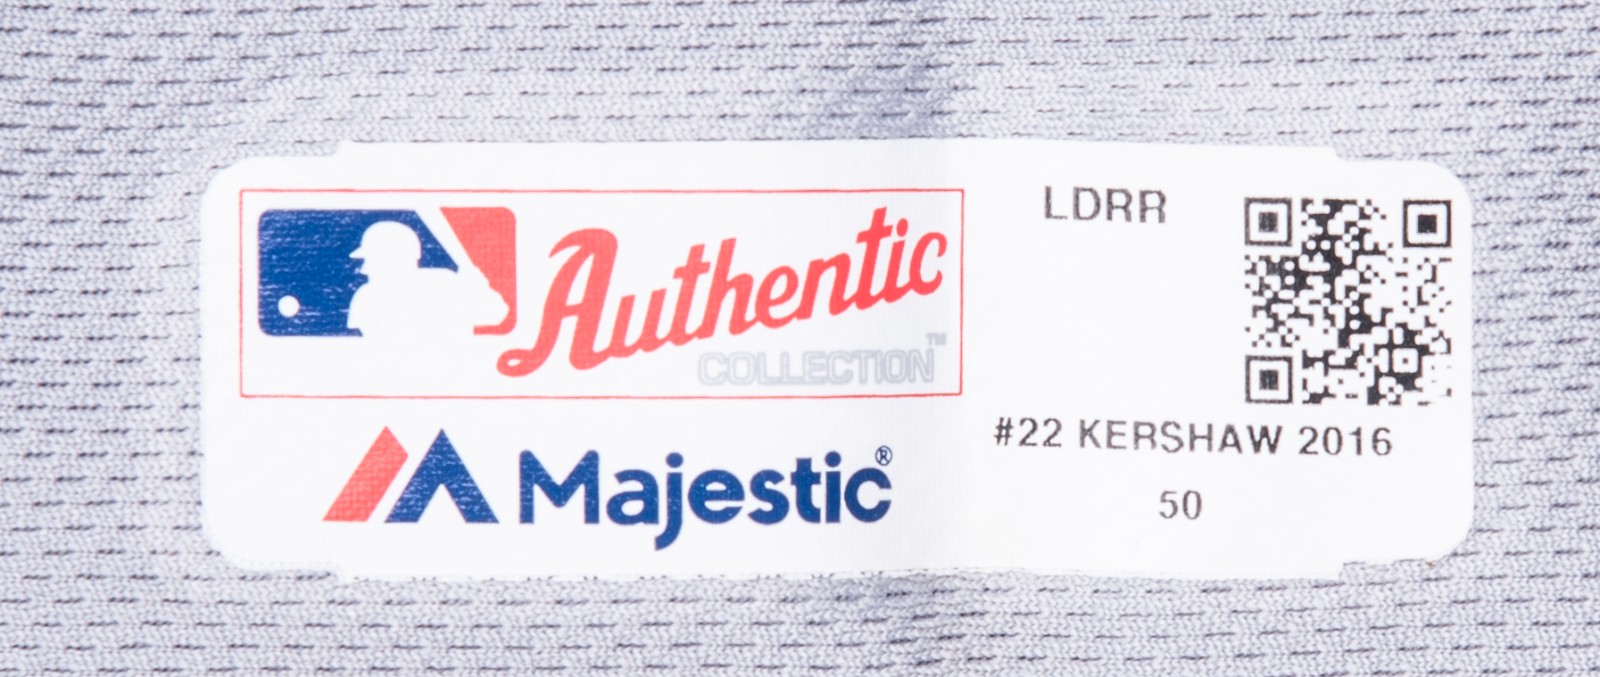 Authentic
COLLECTION™
Majestic®
LDRR
#22 KERSHAW 2016
50